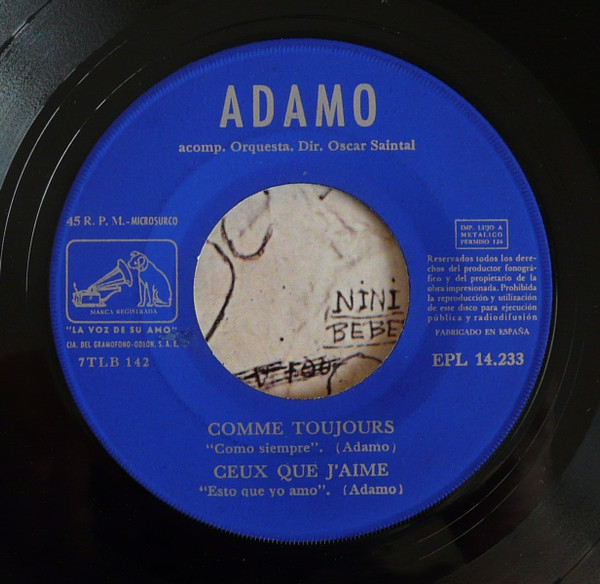 ADAMO
acomp. Orquesta. Dir. Oscar Saintal
45 R. P. M.-MICROSURCO
IMP. LUJO A
METALICO
PERMISO 124
MARCA REGISTRADA
"LA VOZ DE SU AMO"
CIA. DEL GRAMOFONO-ODEON, S. A. E.
7TLB 142
Reservados todos los dere-
chos del productor fonográ-
fico y del propietario de la
obra impresionada. Prohibida
la reproducción y utilización
de este disco para ejecución
pública y radiodifusión
FABRICADO EN ESPAÑA
EPL 14.233
NINI
BEBE
COMME TOUJOURS
"Como siempre". (Adamo)
CEUX QUE J'AIME
"Esto que yo amo". (Adamo)